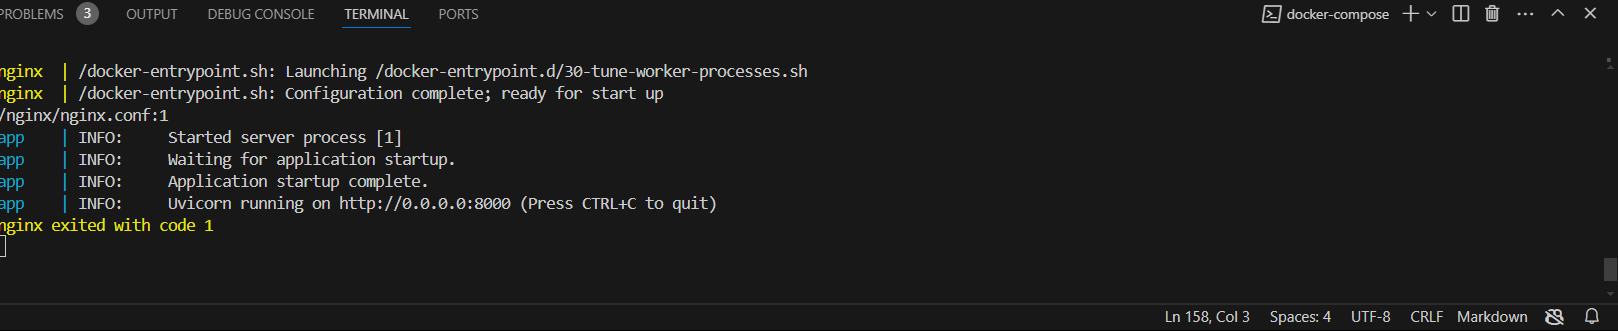 PROBLEMS 3 OUTPUT DEBUG CONSOLE TERMINAL PORTS docker-compose
nginx | /docker-entrypoint.sh: Launching /docker-entrypoint.d/30-tune-worker-processes.sh
nginx | /docker-entrypoint.sh: Configuration complete; ready for start up
/nginx/nginx.conf:1
app | INFO: Started server process [1]
app | INFO: Waiting for application startup.
app | INFO: Application startup complete.
app | INFO: Uvicorn running on http://0.0.0.0:8000 (Press CTRL+C to quit)
nginx exited with code 1
Ln 158, Col 3 Spaces: 4 UTF-8 CRLF Markdown